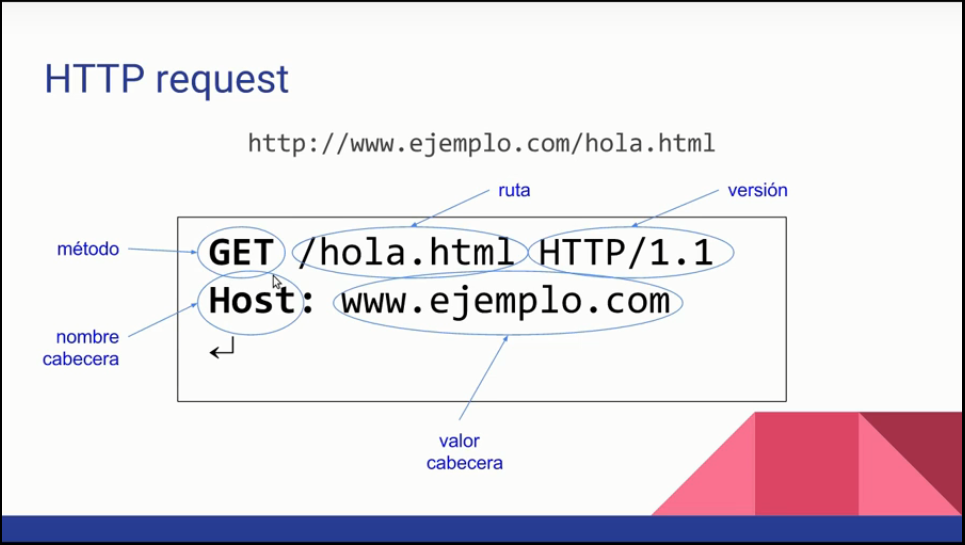 HTTP request
http://www.ejemplo.com/hola.html
ruta
versión
método
GET /hola.html HTTP/1.1
Host: www.ejemplo.com
nombre
cabecera
valor
cabecera